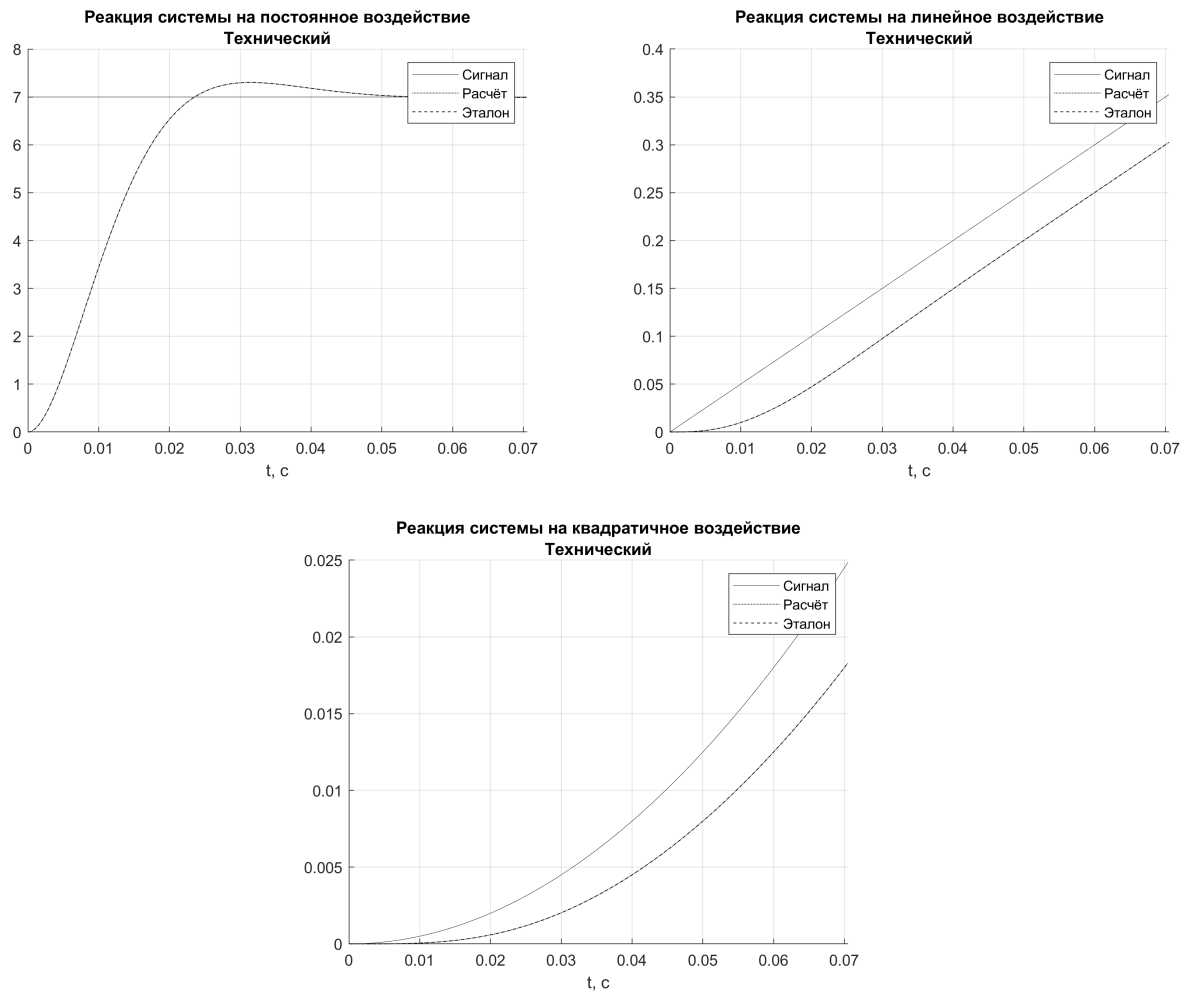 Реакция системы на постоянное воздействие
Технический
8
7
6
5
4
3
2
1
0
0 0.01 0.02 0.03 0.04 0.05 0.06 0.07
t, с
Сигнал
Расчёт
Эталон
Реакция системы на линейное воздействие
Технический
0.4
0.35
0.3
0.25
0.2
0.15
0.1
0.05
0
0 0.01 0.02 0.03 0.04 0.05 0.06 0.07
t, с
Сигнал
Расчёт
Эталон
Реакция системы на квадратичное воздействие
Технический
0.025
0.02
0.015
0.01
0.005
0
0 0.01 0.02 0.03 0.04 0.05 0.06 0.07
t, с
Сигнал
Расчёт
Эталон